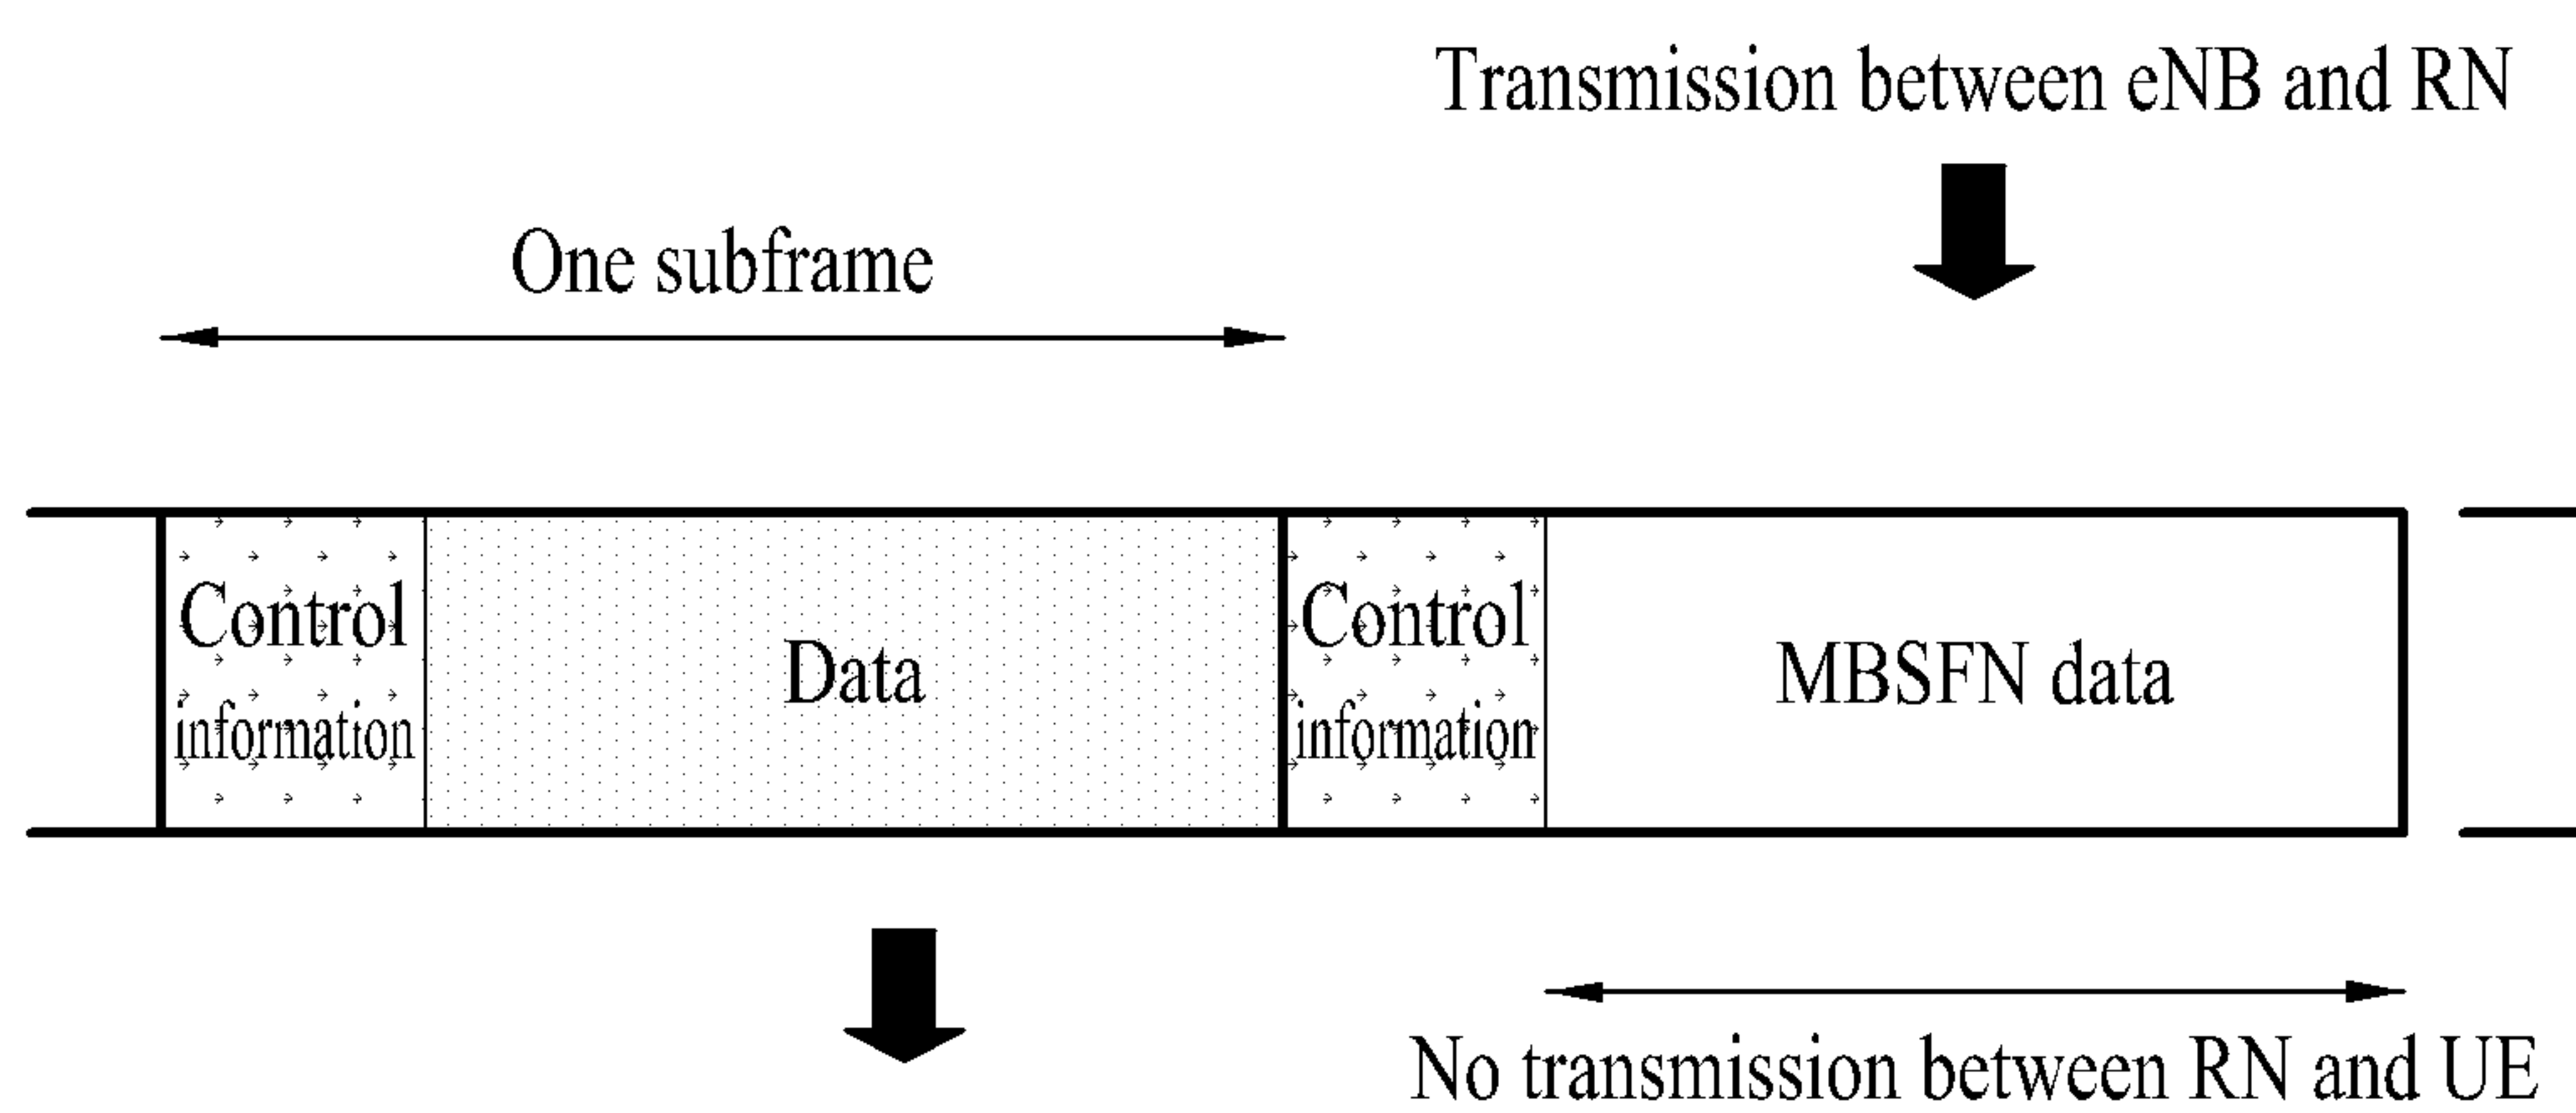 Transmission between eNB and RN
One subframe
Control
information
Data
Control
information
MBSFN data
No transmission between RN and UE